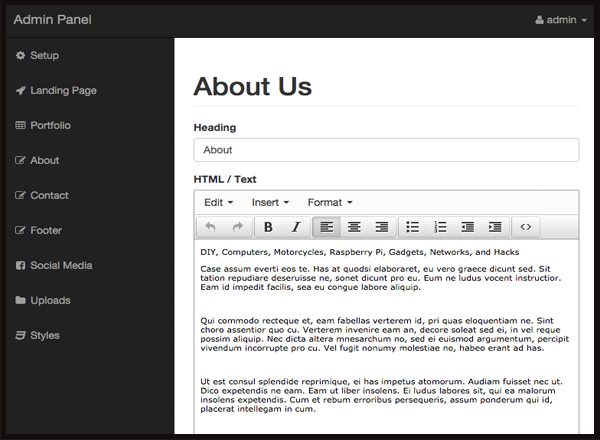 Admin Panel
admin
Setup
Landing Page
Portfolio
About
Contact
Footer
Social Media
Uploads
Styles
About Us
Heading
About
HTML / Text
Edit Insert Format
B I
DIY, Computers, Motorcycles, Raspberry Pi, Gadgets, Networks, and Hacks
Case assum everti eos te. Has at quodsi elaboraret, eu vero graece dicunt sed. Sit
tation repudiare deseruisse ne, sonet dicunt pro eu. Eum ne ludus vocent instructior.
Eam id impedit facilis, sea eu congue labore aliquip.
Qui commodo recteque et, eam fabellas verterem id, pri quas eloquentiam ne. Sint
choro assentior quo cu. Verterem invenire eam an, decore soleat sed ei, in vel reque
possim aliquip. Nec dicta altera mnesarchum no, sed ei euismod argumentum, percipit
vivendum incorrupte pro cu. Vel fugit nonumy molestiae no, habeo erant ad has.
Ut est consul splendide reprimique, ei has impetus atomorum. Audiam fuisset nec ut.
Dico expetendis ne eam. Eam ut liber insolens. Ei ludus labores sit, qui ea malorum
insolens expetendis. Cum et rebum erroribus persequeris, assum ponderum qui id,
placerat intellegam in cum.